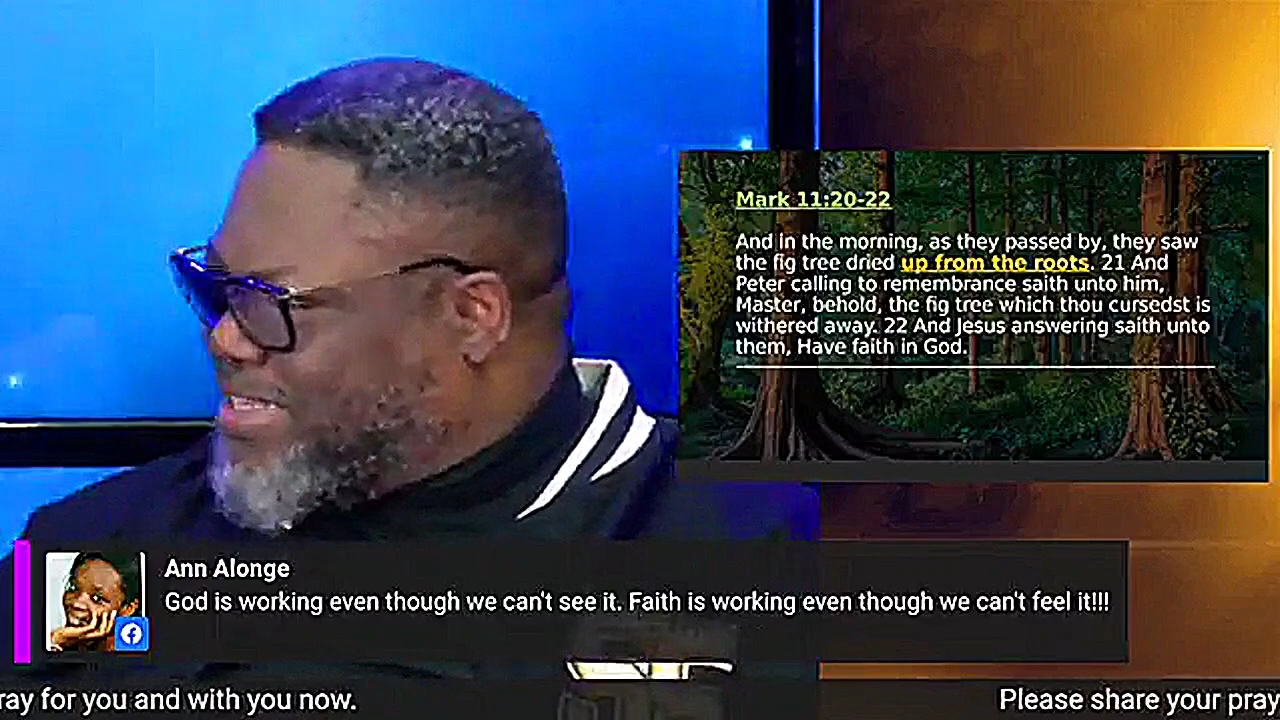 Mark 11:20-22
And in the morning, as they passed by, they saw
the fig tree dried up from the roots. 21 And
Peter calling to remembrance saith unto him,
Master, behold, the fig tree which thou cursedst is
withered away. 22 And Jesus answering saith unto
them, Have faith in God.
Ann Alonge
God is working even though we can't see it. Faith is working even though we can't feel it!!!
ray for you and with you now.
Please share your pray